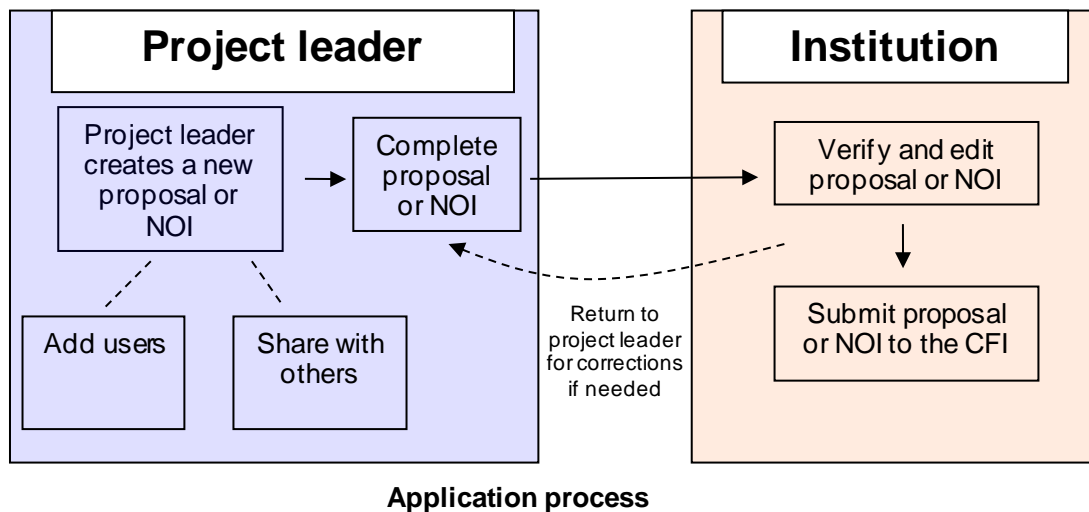 Project leader
Project leader
creates a new
proposal or
NOI
Complete
proposal
or NOI
Add users
Share with
others
Return to
project leader
for corrections
if needed
Institution
Verify and edit
proposal or NOI
Submit proposal
or NOI to the CFI
Application process